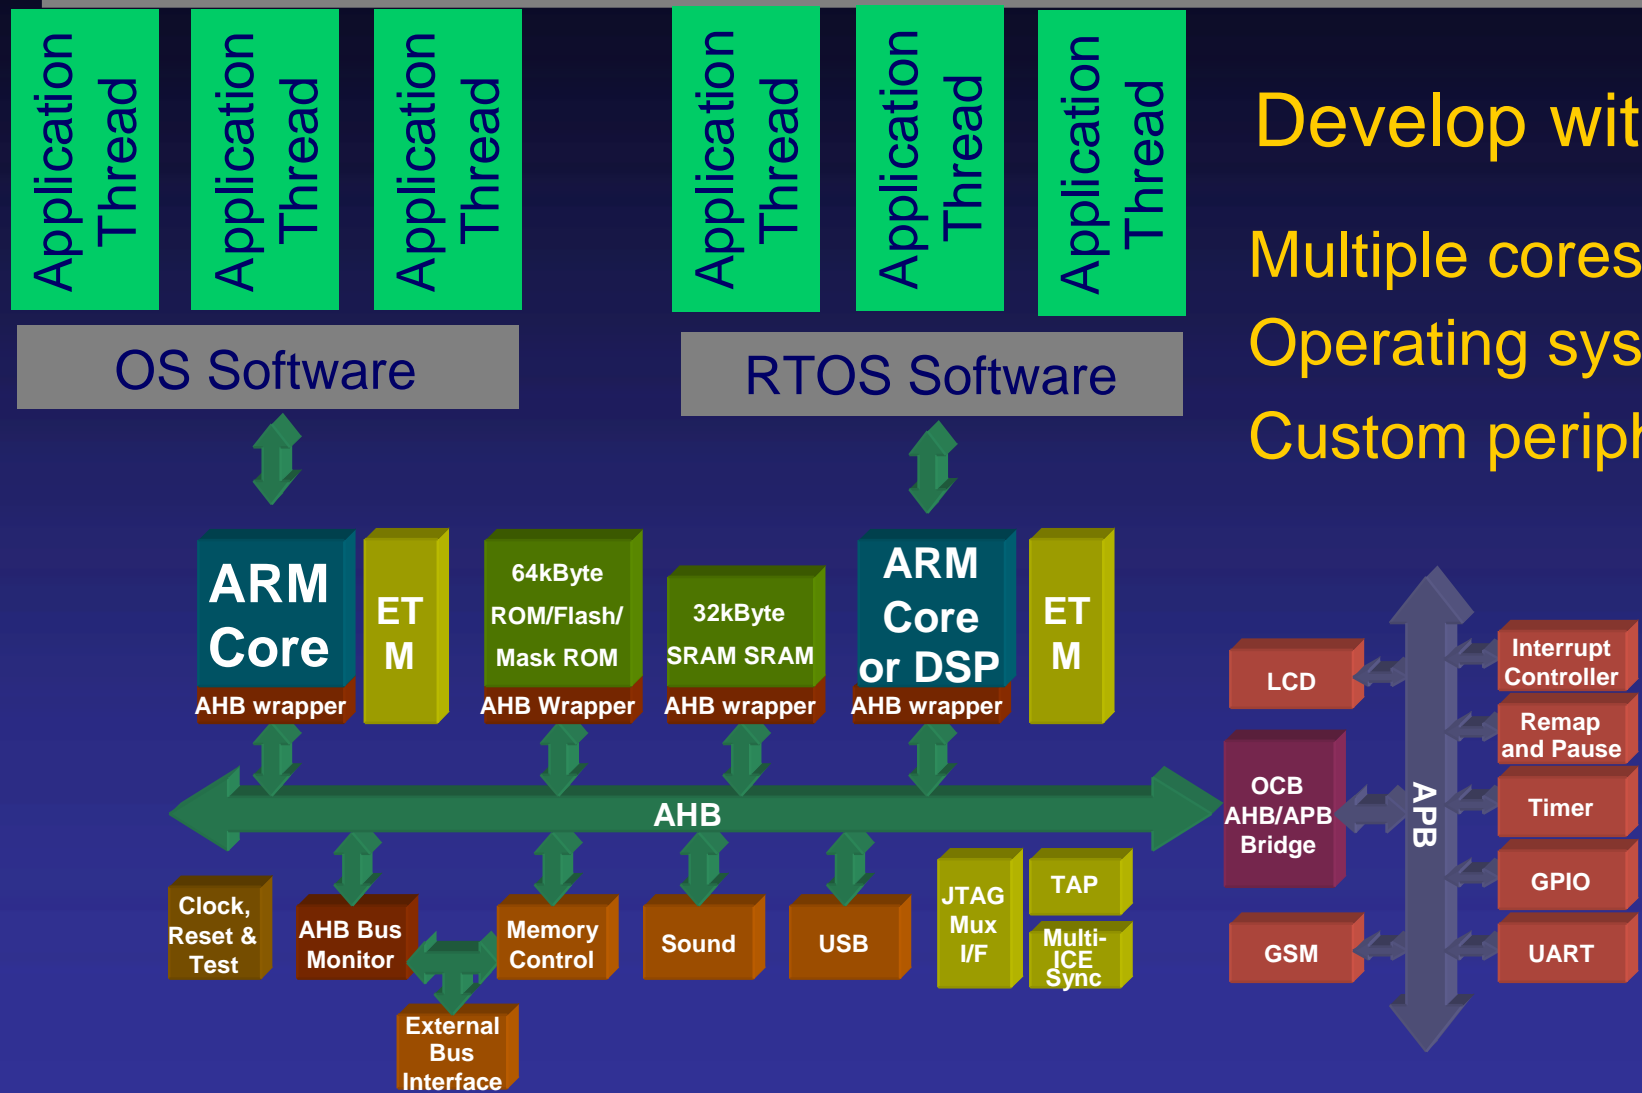 Application
Thread
Application
Thread
Application
Thread
Application
Thread
Application
Thread
Application
Thread
OS Software
RTOS Software
Develop wit
Multiple cores
Operating sys
Custom periph
ARM
Core
AHB wrapper
ET
M
64kByte
ROM/Flash/
Mask ROM
AHB Wrapper
32kByte
SRAM SRAM
AHB wrapper
ARM
Core
or DSP
AHB wrapper
ET
M
AHB
Clock,
Reset &
Test
AHB Bus
Monitor
Memory
Control
Sound
USB
JTAG
Mux
I/F
TAP
Multi-
ICE
Sync
External
Bus
Interface
LCD
OCB
AHB/APB
Bridge
GSM
APB
Interrupt
Controller
Remap
and Pause
Timer
GPIO
UART